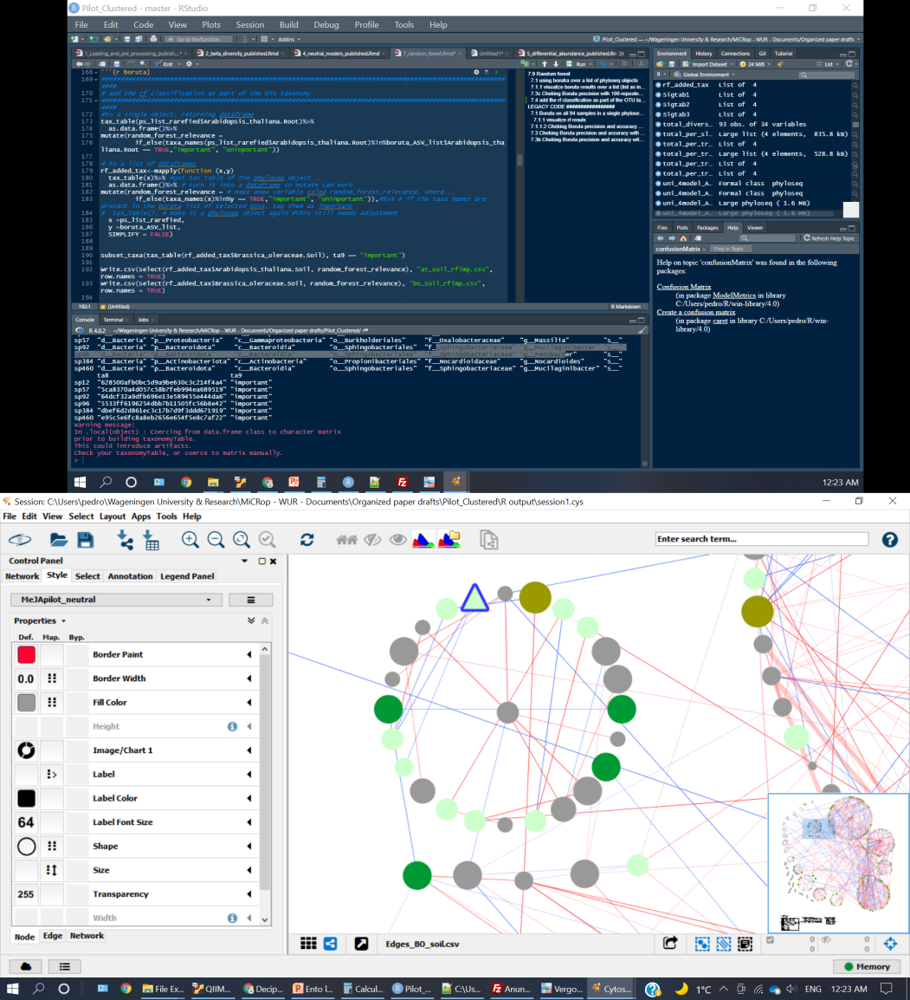 Pilot_Clustered - master - RStudio
File Edit Code View Plots Session Build Debug Profile Tools Help
Go to file/function Addins
Pilot_Clustered — ~/Wageningen University & Research/MiCRop - WUR - Documents/Organized paper drafts
1_Loading_and_pre_processing_publish... 2_beta_diversity_published.Rmd 4_neutral_models_published.Rmd 7_random_forest.Rmd* Untitled1* 5_differential_abundance_published.Rm
Knit Run
168 ```{r boruta}
169 ####
170 # add the rf classification as part of the OTU taxonomy
171 ####
172 #to a single object, returning dataframe
173 tax_table(ps_list_rarefied$Arabidopsis_thaliana.Root)%>%
174 as.data.frame()%>%
175 mutate(random_forest_relevance =
176 if_else(taxa_names(ps_list_rarefied$Arabidopsis_thaliana.Root)%in%boruta_ASV_list$Arabidopsis_tha
liana.Root == TRUE,"important", "uninportant"))
177
178 # to a list of dataframes
179 rf_added_tax<-mapply(function (x,y)
180 tax_table(x)%>% #get tax table of the phyloseq object...
181 as.data.frame()%>% # turn it into a dataframe so mutate can work
182 mutate(random_forest_relevance = # make anew variable caled random_forest_relevance, where...
183 if_else(taxa_names(x)%in%y == TRUE,"important", "uninportant")),#%>% # if the taxa names are
present in the boruta list of selected ASVs, tag them as important
184 # tax_table(), # make it a phyloseq object again #this still needs adjustment
185 x =ps_list_rarefied,
186 y =boruta_ASV_list,
187 SIMPLIFY = FALSE)
188
189
190 subset_taxa(tax_table(rf_added_tax$Brassica_oleraceae.Soil), ta9 == "important")
191
192 write.csv(select(rf_added_tax$Arabidopsis_thaliana.Soil, random_forest_relevance), "at_soil_rfimp.csv",
row.names = TRUE)
193 write.csv(select(rf_added_tax$Brassica_oleraceae.Soil, random_forest_relevance), "bo_soil_rfimp.csv",
row.names = TRUE)
194
192:1 (Untitled) R Markdown
7.0 Random forest
7.1 using borutra over a list of phyloseq objects
7.1.1 visualize boruta results over a list (list as in...
7.3c Cheking Boruta precision with 100-repeate...
7.4 add the rf classification as part of the OTU ta...
LEGACY CODE ################
7.1 Boruta on all 94 samples in a single phylose...
7.1.1 visualize rf resuls
7.1.1.2 Cheking Boruta precision and accuracy ...
7.3 Cheking Boruta precision and accuracy with ...
7.3b Cheking Boruta precision and accuracy wit...
Console Terminal Jobs
R 4.0.2 · ~/Wageningen University & Research/MiCRop - WUR - Documents/Organized paper drafts/Pilot_Clustered/
sp57 "d__Bacteria" "p__Proteobacteria" "c__Gammaproteobacteria" "o__Burkholderiales" "f__Oxalobacteraceae" "g__Massilia" "s__"
sp92 "d__Bacteria" "p__Bacteroidota" "c__Bacteroidia" "o__Sphingobacteriales" "f__Sphingobacteriaceae" "g__Mucilaginibacter" "s__"
sp96 "d__Bacteria" "p__Bacteroidota" "c__Bacteroidia" "o__Sphingobacteriales" "f__Sphingobacteriaceae" "g__Pedobacter" "s__"
sp384 "d__Bacteria" "p__Actinobacteriota" "c__Actinobacteria" "o__Propionibacteriales" "f__Nocardioidaceae" "g__Nocardioides" "s__"
sp460 "d__Bacteria" "p__Bacteroidota" "c__Bacteroidia" "o__Sphingobacteriales" "f__Sphingobacteriaceae" "g__Mucilaginibacter" "s__"
ta8 ta9
sp12 "628500afb0bc5d9a9be630c3c214f4a4" "important"
sp57 "5ca8370a4d057c58b7feb994ea689519" "important"
sp92 "64dcf32a9dfb696e13e589455e444da6" "important"
sp96 "5533ff6196254dbb7b11505fc56b8e42" "important"
sp384 "dbef6d2d861ec3c17b7d9f3ddd671919" "important"
sp460 "e95c5e6fc8a8eb2656e654f5e8c7af22" "important"
Warning message:
In .local(object) : Coercing from data.frame class to character matrix
prior to building taxonomyTable.
This could introduce artifacts.
Check your taxonomyTable, or coerce to matrix manually.
>
Environment History Connections Git Tutorial
Import Dataset 24 MiB List
R Global Environment
rf_added_tax List of 4
Sigtab1 List of 4
Sigtab2 List of 4
sigtab3 List of 4
total_divers… 93 obs. of 34 variables
total_per_sl… Large list (4 elements, 835.8 kB)
total_per_tr… List of 4
total_per_tr… Large list (4 elements, 528.8 kB)
total_per_tr… List of 4
total_per_tr… List of 4
uni_4model_A… Formal class phyloseq
uni_4model_A… Formal class phyloseq
uni_4model_A… Large phyloseq ( 1.6 MB)
uni_4model_A… Large phyloseq ( 1.6 MB)
Files Plots Packages Help Viewer
Refresh Help Topic
confusionMatrix Find in Topic
Help on topic 'confusionMatrix' was found in the following
packages:
Confusion Matrix
(in package ModelMetrics in library
C:/Users/pedro/R/win-library/4.0)
Create a confusion matrix
(in package caret in library C:/Users/pedro/R/win-
library/4.0)
12:23 AM
Session: C:\Users\pedro\Wageningen University & Research\MiCRop - WUR - Documents\Organized paper drafts\Pilot_Clustered\R output\session1.cys
File Edit View Select Layout Apps Tools Help
Enter search term...
Control Panel
Network Style Select Annotation Legend Panel
MeJApilot_neutral
Properties
Def. Map. Byp.
Border Paint
0.0 Border Width
Fill Color
Height
Image/Chart 1
Label
Label Color
64 Label Font Size
Shape
Size
255 Transparency
Width
Node Edge Network
Edges_BO_soil.csv
0 0
0 0
Memory
File Ex... QIIM... Decip... Ento l... Calcul... Pilot_... C:\Us... Anun... Vergo... Cytos... 1°C ENG 12:23 AM